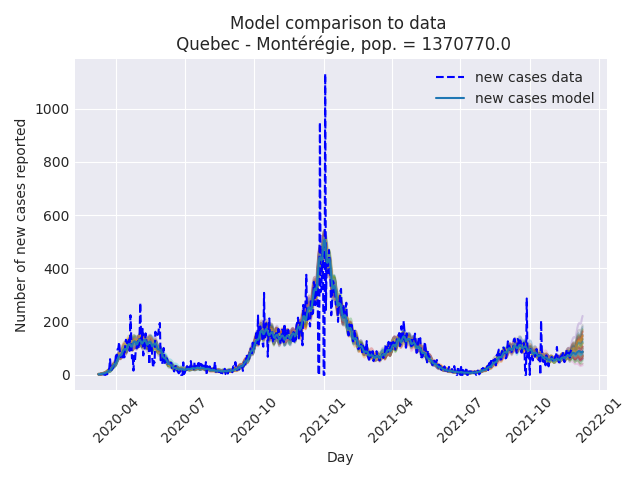 Model comparison to data
Quebec - Montérégie, pop. = 1370770.0
new cases data
new cases model
Number of new cases reported
1000
800
600
400
200
0
2020-04
2020-07
2020-10
2021-01
2021-04
2021-07
2021-10
2022-01
Day